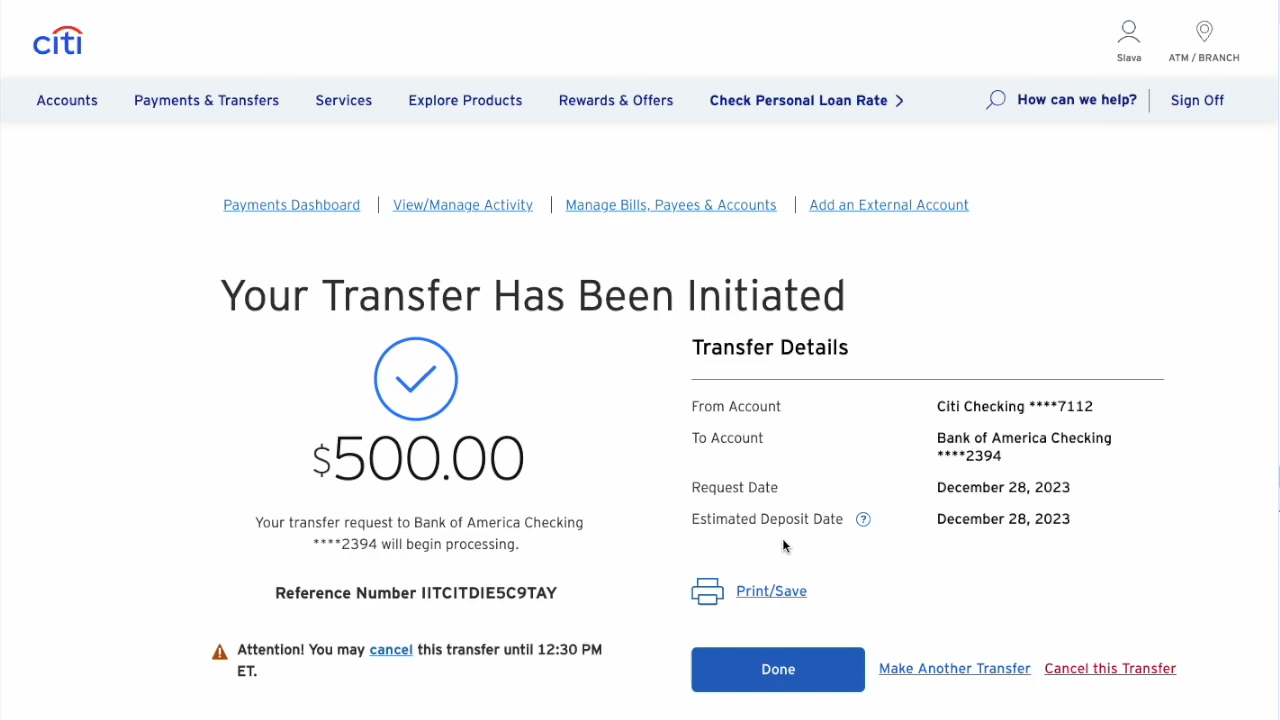 citi
Slava
ATM / BRANCH
Accounts Payments & Transfers Services Explore Products Rewards & Offers Check Personal Loan Rate How can we help? Sign Off
Payments Dashboard | View/Manage Activity | Manage Bills, Payees & Accounts | Add an External Account
Your Transfer Has Been Initiated
$500.00
Your transfer request to Bank of America Checking
****2394 will begin processing.
Reference Number IITCITDIE5C9TAY
Attention! You may cancel this transfer until 12:30 PM
ET.
Transfer Details
From Account Citi Checking ****7112
To Account Bank of America Checking
****2394
Request Date December 28, 2023
Estimated Deposit Date ? December 28, 2023
Print/Save
Done Make Another Transfer Cancel this Transfer